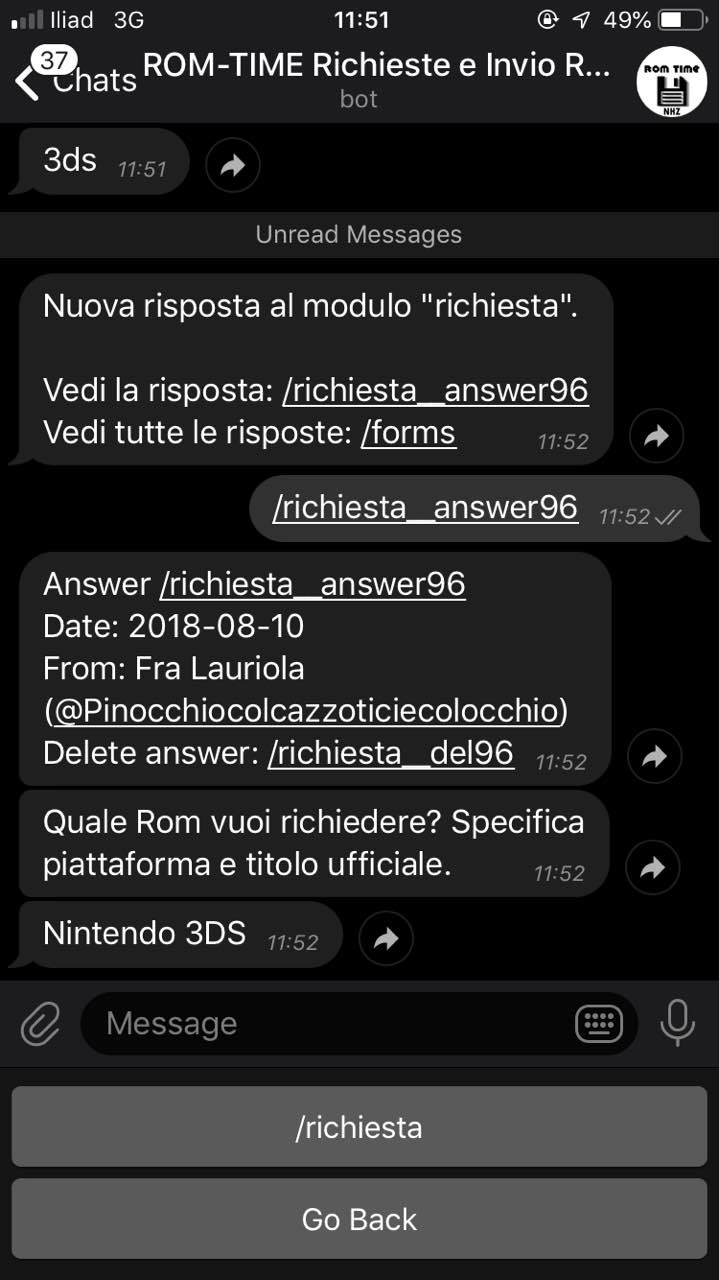 Iliad 3G 11:51 49%
37
Chats
ROM-TIME Richieste e Invio R...
bot
ROM TIME
NHZ
3ds 11:51
Unread Messages
Nuova risposta al modulo "richiesta".
Vedi la risposta: /richiesta__answer96
Vedi tutte le risposte: /forms 11:52
/richiesta__answer96 11:52
Answer /richiesta__answer96
Date: 2018-08-10
From: Fra Lauriola
(@Pinocchiocolcazzoticiecolocchio)
Delete answer: /richiesta__del96 11:52
Quale Rom vuoi richiedere? Specifica
piattaforma e titolo ufficiale. 11:52
Nintendo 3DS 11:52
Message
/richiesta
Go Back